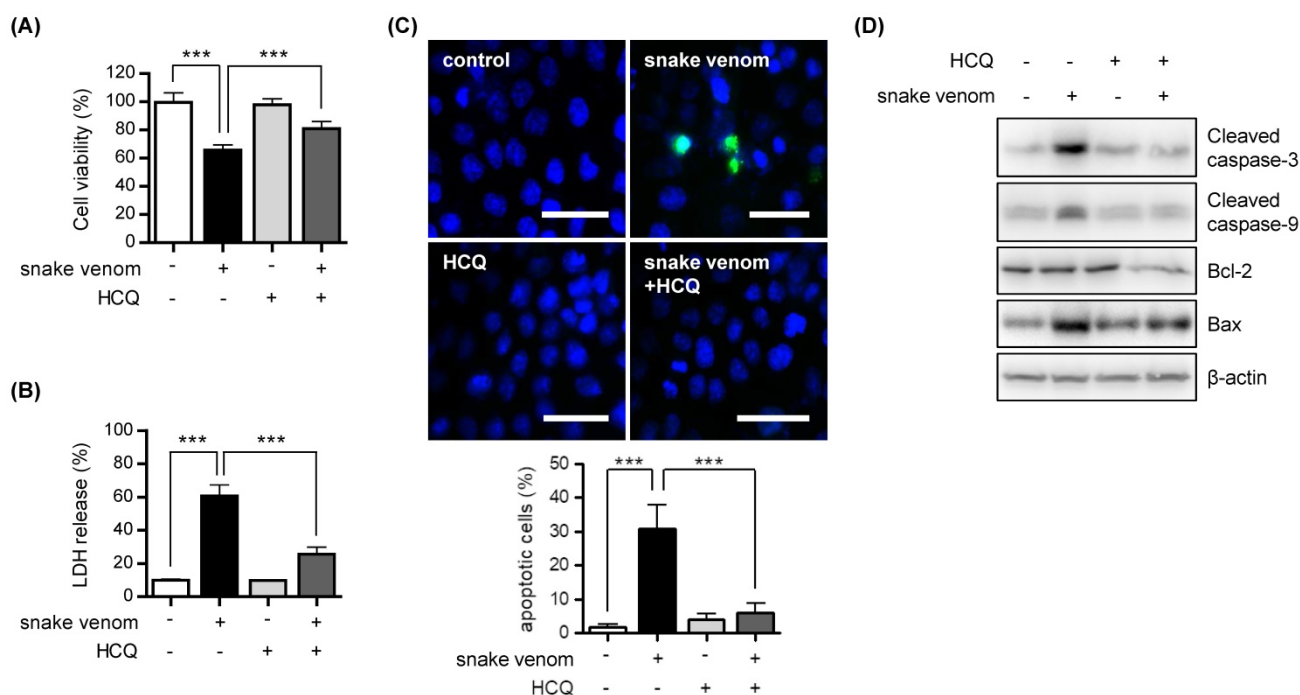 (A)
*** ***
120
100
80
60
40
20
0
Cell viability (%)
snake venom - + - +
HCQ - - + +
(B)
*** ***
100
80
60
40
20
0
LDH release (%)
snake venom - + - +
HCQ - - + +
(C)
control
snake venom
HCQ
snake venom
+HCQ
*** ***
50
40
30
20
10
0
apoptotic cells (%)
snake venom - + - +
HCQ - - + +
(D)
HCQ - - + +
snake venom - + - +
Cleaved
caspase-3
Cleaved
caspase-9
Bcl-2
Bax
β-actin